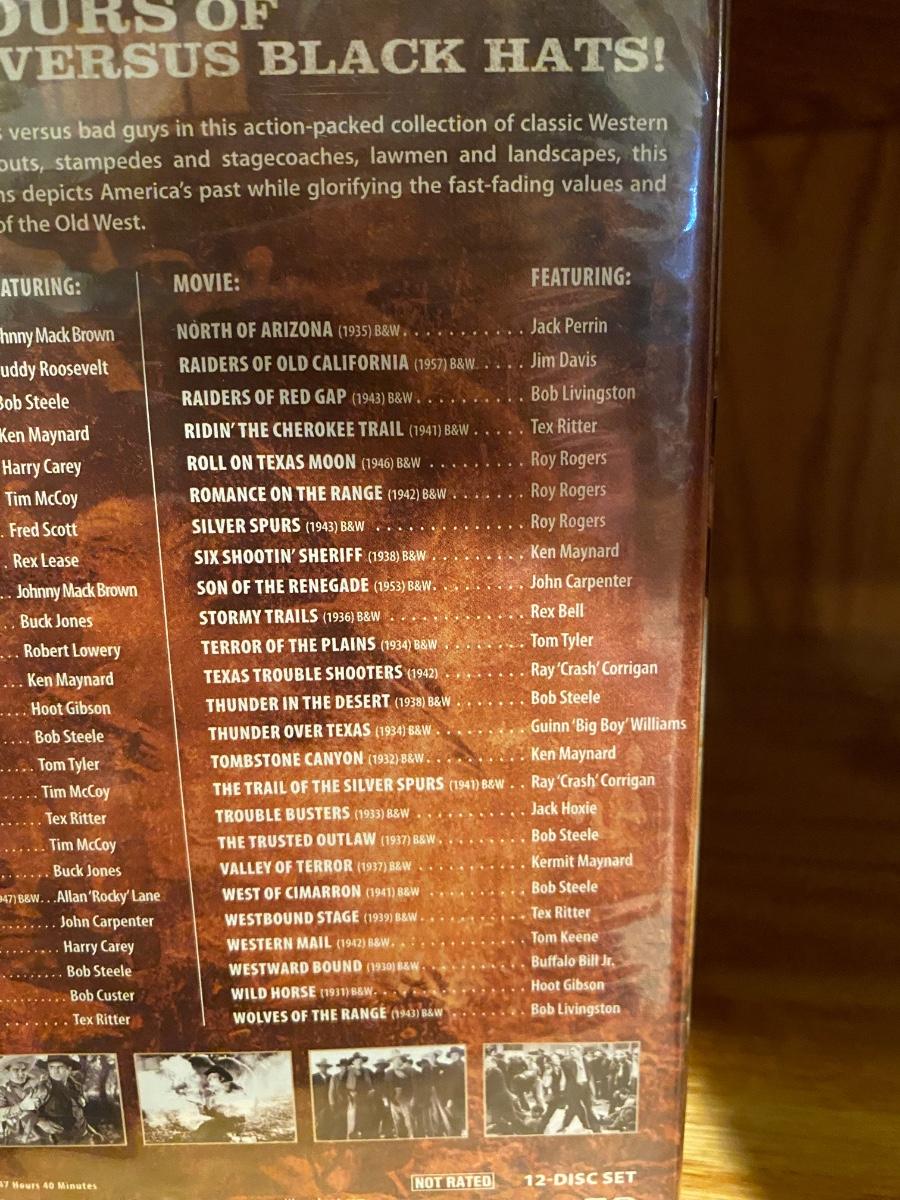 OURS OF
VERSUS BLACK HATS!
versus bad guys in this action-packed collection of classic Western
outs, stampedes and stagecoaches, lawmen and landscapes, this
ns depicts America's past while glorifying the fast-fading values and
of the Old West.
ATURING:
hnny Mack Brown
uddy Roosevelt
Bob Steele
Ken Maynard
Harry Carey
Tim McCoy
. Fred Scott
. Rex Lease
. . Johnny Mack Brown
. . Buck Jones
. . . Robert Lowery
. . . Ken Maynard
. . . . Hoot Gibson
. . . . Bob Steele
. . . . . Tom Tyler
. . . . . Tim McCoy
. . . . . . Tex Ritter
. . . . . . Tim McCoy
. . . . . . . Buck Jones
947) B&W. . . Allan 'Rocky' Lane
. . . . . . . . John Carpenter
. . . . . . . . Harry Carey
. . . . . . . . . Bob Steele
. . . . . . . . . Bob Custer
. . . . . . . . . Tex Ritter
MOVIE: FEATURING:
NORTH OF ARIZONA (1935) B&W. . . . . . . . . . . Jack Perrin
RAIDERS OF OLD CALIFORNIA (1957) B&W. . . . . Jim Davis
RAIDERS OF RED GAP (1943) B&W. . . . . . . . . . Bob Livingston
RIDIN' THE CHEROKEE TRAIL (1941) B&W . . . . . Tex Ritter
ROLL ON TEXAS MOON (1946) B&W . . . . . . . . . Roy Rogers
ROMANCE ON THE RANGE (1942) B&W . . . . . . . Roy Rogers
SILVER SPURS (1943) B&W . . . . . . . . . . . . . . Roy Rogers
SIX SHOOTIN' SHERIFF (1938) B&W . . . . . . . . . Ken Maynard
SON OF THE RENEGADE (1953) B&W. . . . . . . . . John Carpenter
STORMY TRAILS (1936) B&W . . . . . . . . . . . . . Rex Bell
TERROR OF THE PLAINS (1934) B&W . . . . . . . . Tom Tyler
TEXAS TROUBLE SHOOTERS (1942) . . . . . . . . . Ray 'Crash' Corrigan
THUNDER IN THE DESERT (1938) B&W . . . . . . . Bob Steele
THUNDER OVER TEXAS (1934) B&W . . . . . . . . . Guinn 'Big Boy' Williams
TOMBSTONE CANYON (1932) B&W. . . . . . . . . . Ken Maynard
THE TRAIL OF THE SILVER SPURS (1941) B&W . . Ray 'Crash' Corrigan
TROUBLE BUSTERS (1933) B&W . . . . . . . . . . . Jack Hoxie
THE TRUSTED OUTLAW (1937) B&W. . . . . . . . . Bob Steele
VALLEY OF TERROR (1937) B&W . . . . . . . . . . . Kermit Maynard
WEST OF CIMARRON (1941) B&W . . . . . . . . . . Bob Steele
WESTBOUND STAGE (1939) B&W . . . . . . . . . . . Tex Ritter
WESTERN MAIL (1942) B&W. . . . . . . . . . . . . . Tom Keene
WESTWARD BOUND (1930) B&W . . . . . . . . . . . Buffalo Bill Jr.
WILD HORSE (1931) B&W. . . . . . . . . . . . . . . Hoot Gibson
WOLVES OF THE RANGE (1943) B&W . . . . . . . . Bob Livingston
47 Hours 40 Minutes
NOT RATED 12-DISC SET